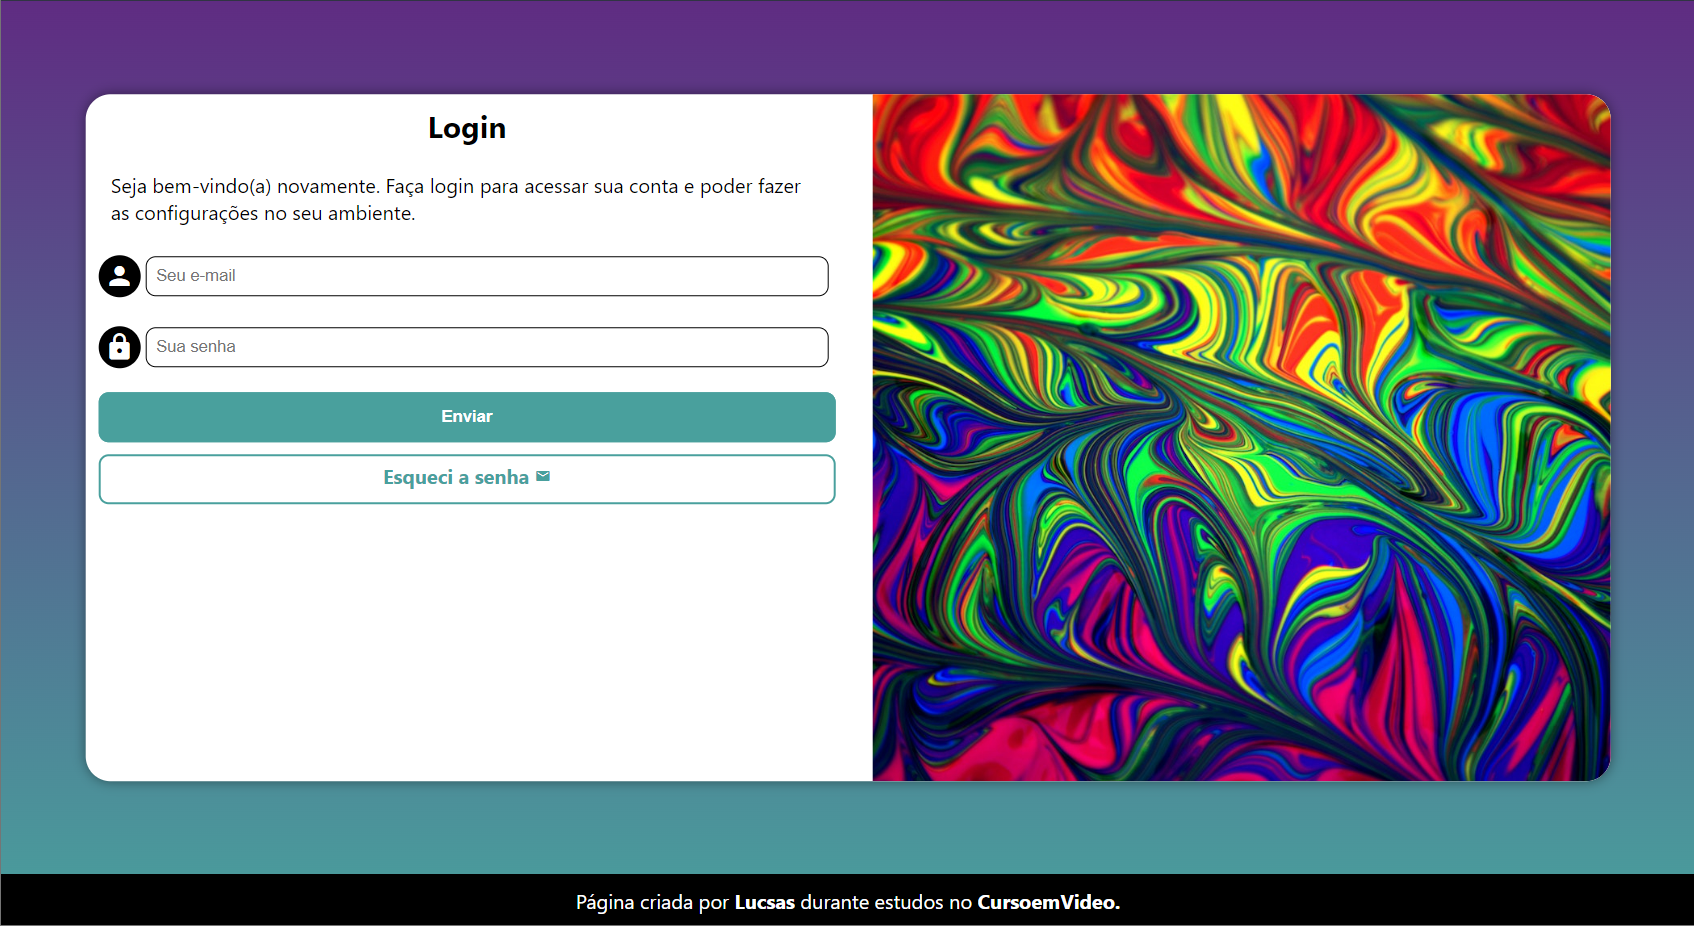 Login
Seja bem-vindo(a) novamente. Faça login para acessar sua conta e poder fazer
as configurações no seu ambiente.
Seu e-mail
Sua senha
Enviar
Esqueci a senha
Página criada por Lucsas durante estudos no CursoemVideo.